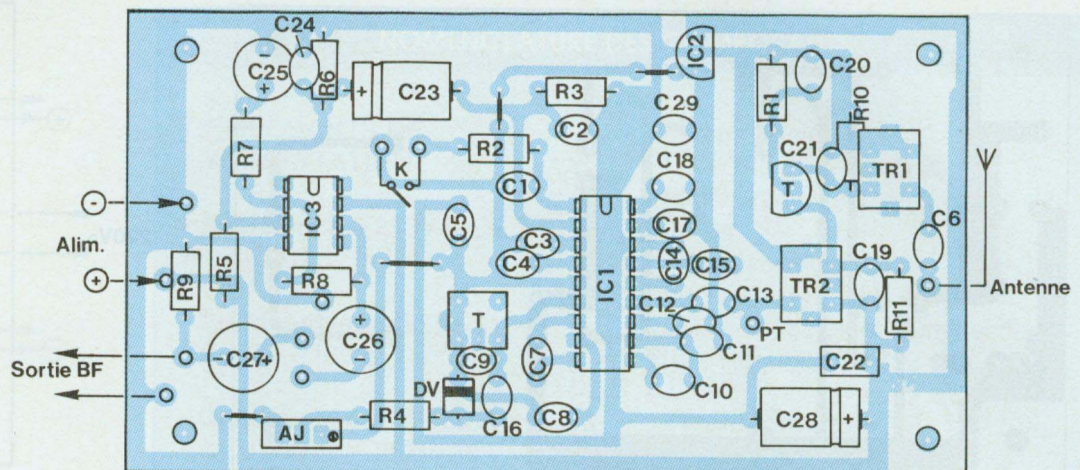 C24
C25
R6
C23
R3
IC2
C20
R1
R10
C29
C2
R7
R2
C21
TR1
K
C18
T
C1
IC3
C5
C17
C6
−
Alim.
C3
C4
C14
C15
IC1
+
R9
R5
R8
TR2
C19
Antenne
C12
C13
R11
T
PT
C26
C11
C27
C9
C7
C22
Sortie BF
DV
C10
R4
C16
C8
C28
AJ